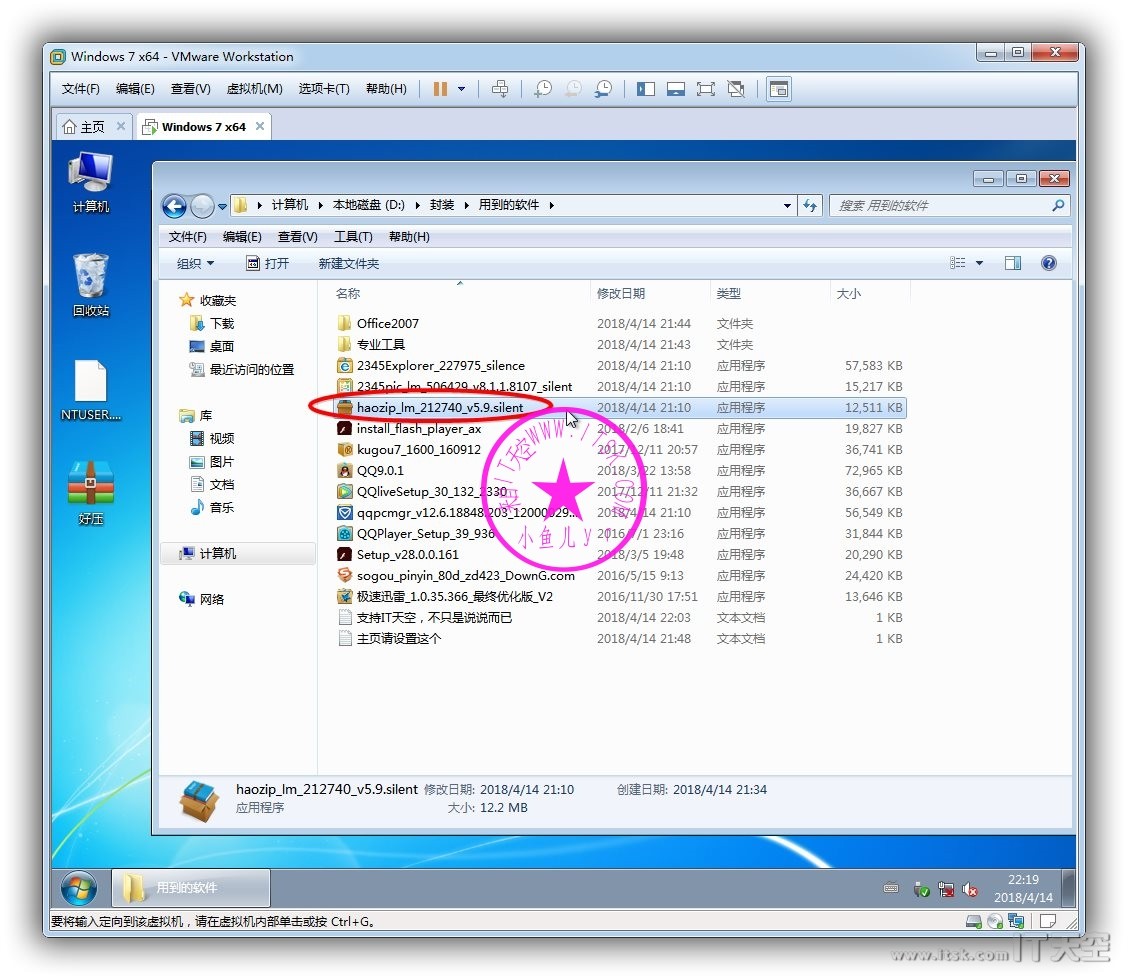 Windows 7 x64 - VMware Workstation
文件(F) 编辑(E) 查看(V) 虚拟机(M) 选项卡(T) 帮助(H)
主页 Windows 7 x64
计算机
回收站
NTUSER....
好压
计算机 本地磁盘 (D:) 封装 用到的软件
搜索 用到的软件
文件(F) 编辑(E) 查看(V) 工具(T) 帮助(H)
组织 打开 新建文件夹
收藏夹
下载
桌面
最近访问的位置
库
视频
图片
文档
音乐
计算机
网络
名称 修改日期 类型 大小
Office2007 2018/4/14 21:44 文件夹
专业工具 2018/4/14 21:43 文件夹
2345Explorer_227975_silence 2018/4/14 21:10 应用程序 57,583 KB
2345pic_lm_506429_v8.1.1.8107_silent 2018/4/14 21:10 应用程序 15,217 KB
haozip_lm_212740_v5.9.silent 2018/4/14 21:10 应用程序 12,511 KB
install_flash_player_ax 2018/2/6 18:41 应用程序 19,827 KB
kugou7_1600_160912 2017/12/11 20:57 应用程序 36,741 KB
QQ9.0.1 2018/3/22 13:58 应用程序 72,965 KB
QQliveSetup_30_132_2330 2017/12/11 21:32 应用程序 36,667 KB
qqpcmgr_v12.6.18848.203_12000029... 2018/4/14 21:10 应用程序 56,549 KB
QQPlayer_Setup_39_936 23:16 应用程序 31,844 KB
Setup_v28.0.0.161 2018/3/5 19:48 应用程序 20,290 KB
sogou_pinyin_80d_zd423_DownG.com 2016/5/15 9:13 应用程序 24,420 KB
极速迅雷_1.0.35.366_最终优化版_V2 2016/11/30 17:51 应用程序 13,646 KB
支持IT天空，不只是说说而已 2018/4/14 22:03 文本文档 1 KB
主页请设置这个 2018/4/14 21:48 文本文档 1 KB
小鱼儿yr
haozip_lm_212740_v5.9.silent 修改日期: 2018/4/14 21:10 创建日期: 2018/4/14 21:34
应用程序 大小: 12.2 MB
用到的软件
22:19
2018/4/14
要将输入定向到该虚拟机，请在虚拟机内部单击或按 Ctrl+G。
www.itsk.com IT天空